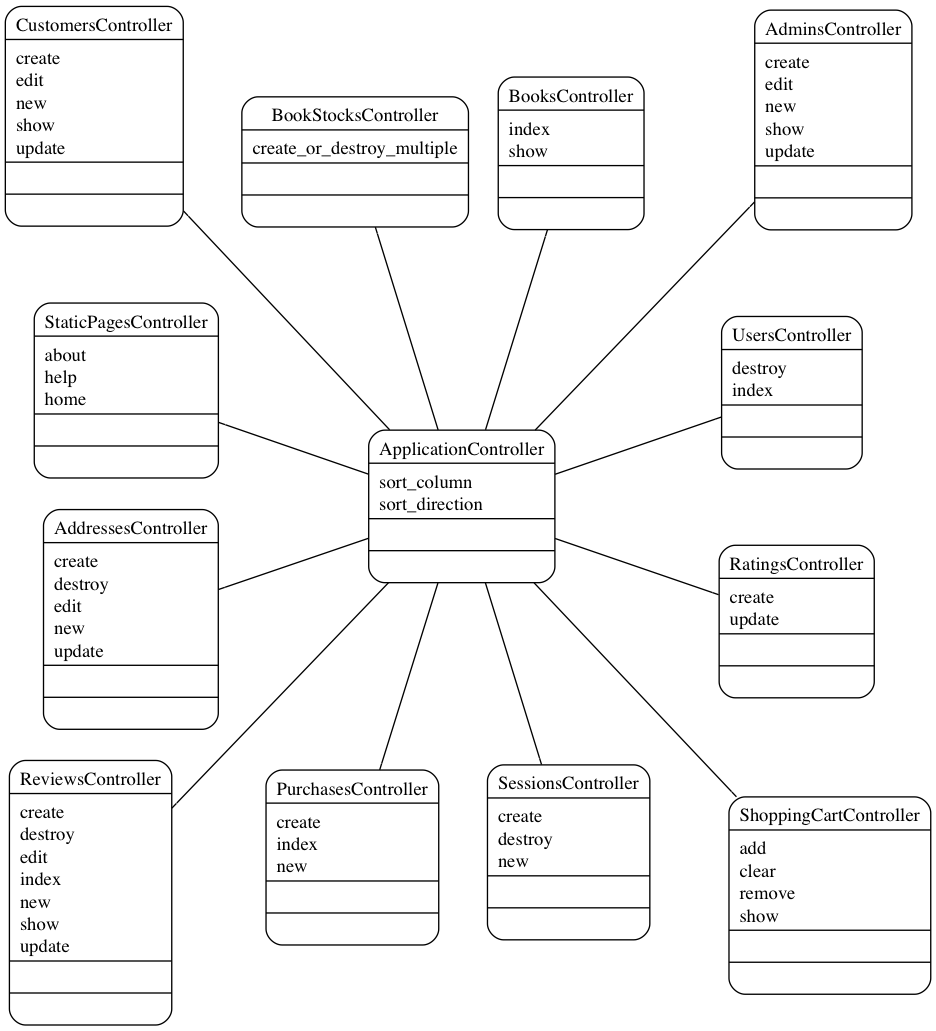 CustomersController
create
edit
new
show
update
BookStocksController
create_or_destroy_multiple
BooksController
index
show
AdminsController
create
edit
new
show
update
StaticPagesController
about
help
home
UsersController
destroy
index
ApplicationController
sort_column
sort_direction
AddressesController
create
destroy
edit
new
update
RatingsController
create
update
ReviewsController
create
destroy
edit
index
new
show
update
PurchasesController
create
index
new
SessionsController
create
destroy
new
ShoppingCartController
add
clear
remove
show